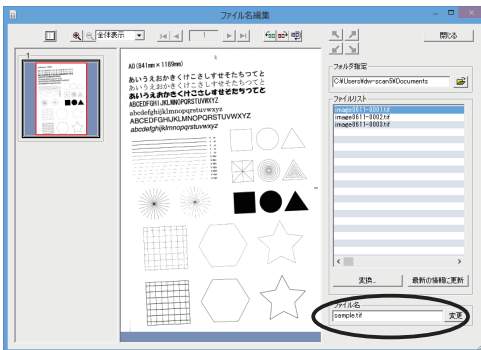 ファイル名編集
全体表示
1
閉じる
1
A0 (841mm×1189mm)
あいうえおかきくけこさしすせそたちつてと
あいうえおかきくけこさしすせそたちつてと
あいうえおかきくけこさしすせそたちつてと
ABCDEFGHIJKLMNOPQRSTUVWXYZ
abcdefghijklmnopqrstuvwxyz
ABCDEFGHIJKLMNOPQRSTUVWXYZ
abcdefghijklmnopqrstuvwxyz
フォルダ指定
C:¥Users¥dwv-scan5¥Documents
ファイルリスト
image0611-0001.tif
image0611-0002.tif
image0611-0003.tif
変換...
最新の情報に更新
ファイル名
sample.tif
変更